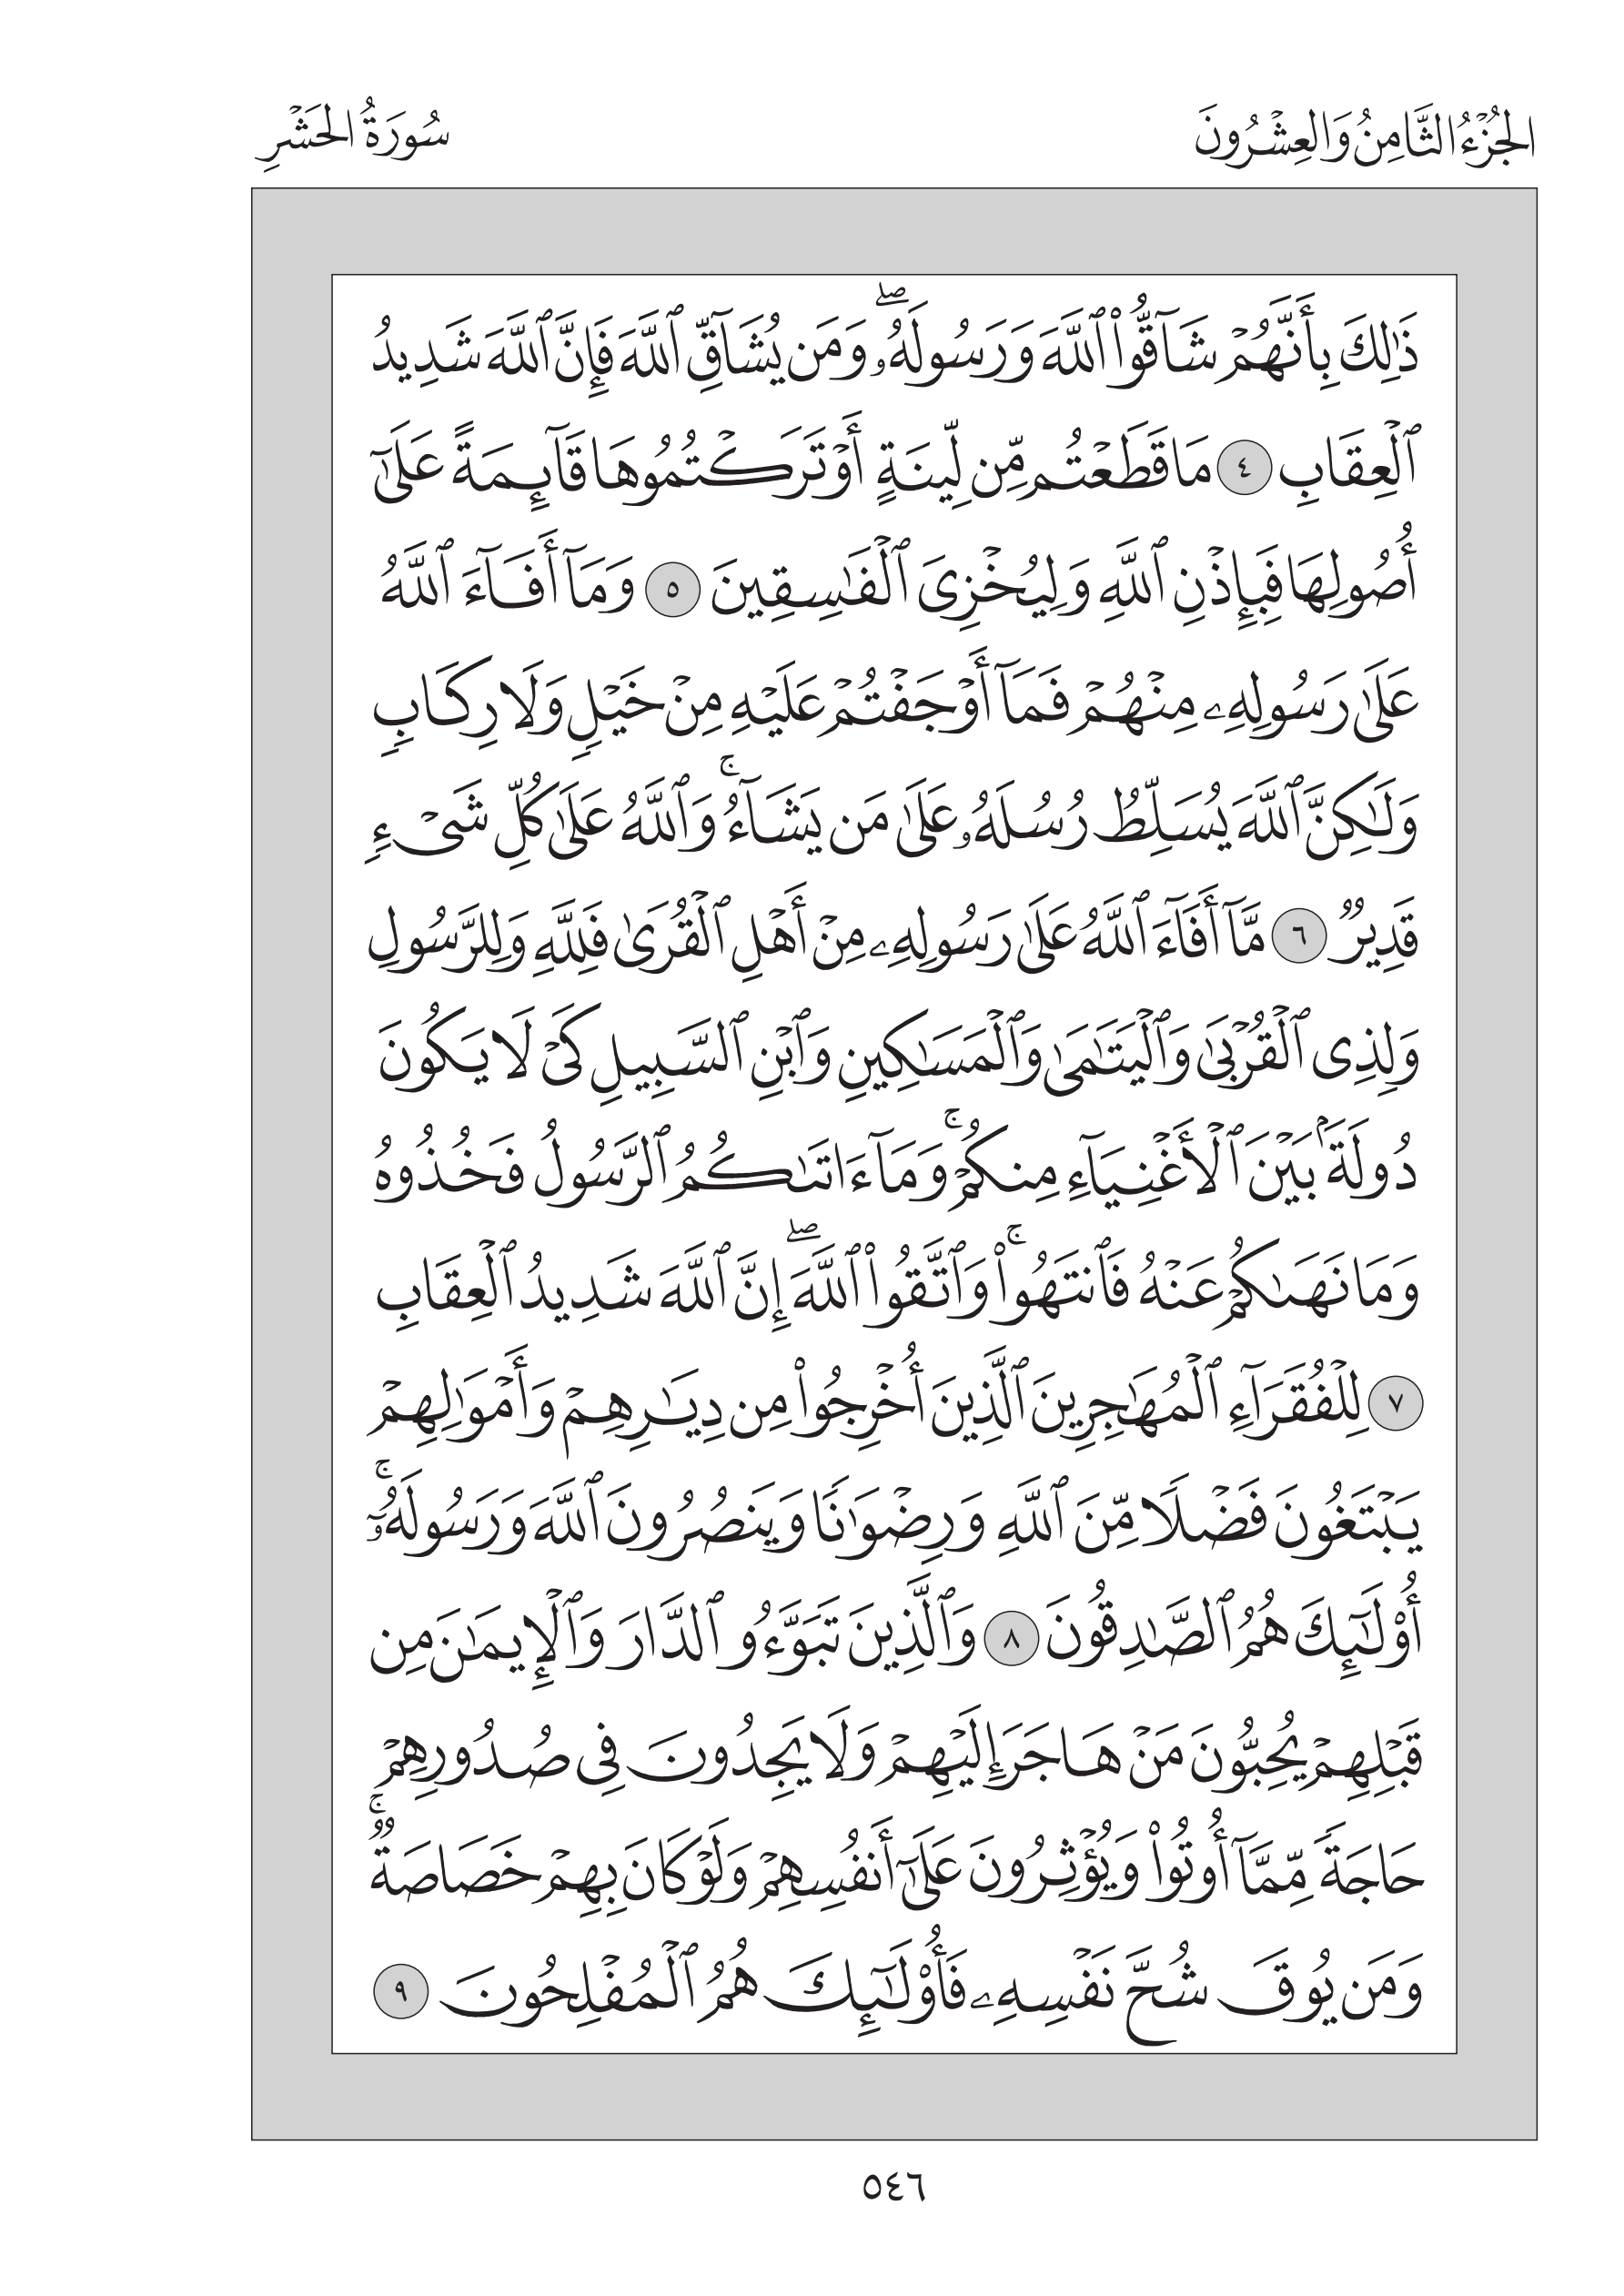 الجُزْءُ الثَّامِنُ وَالعِشْرُونَ
سُورَةُ الحَشْرِ
ذَٰلِكَ بِأَنَّهُمْ شَآقُّوا۟ ٱللَّهَ وَرَسُولَهُۥ ۖ وَمَن يُشَآقِّ ٱللَّهَ فَإِنَّ ٱللَّهَ شَدِيدُ
ٱلْعِقَابِ ٤ مَا قَطَعْتُم مِّن لِّينَةٍ أَوْ تَرَكْتُمُوهَا قَآئِمَةً عَلَىٰٓ
أُصُولِهَا فَبِإِذْنِ ٱللَّهِ وَلِيُخْزِىَ ٱلْفَـٰسِقِينَ ٥ وَمَآ أَفَآءَ ٱللَّهُ
عَلَىٰ رَسُولِهِۦ مِنْهُمْ فَمَآ أَوْجَفْتُمْ عَلَيْهِ مِنْ خَيْلٍ وَلَا رِكَابٍ
وَلَـٰكِنَّ ٱللَّهَ يُسَلِّطُ رُسُلَهُۥ عَلَىٰ مَن يَشَآءُ ۚ وَٱللَّهُ عَلَىٰ كُلِّ شَىْءٍ
قَدِيرٌ ٦ مَّآ أَفَآءَ ٱللَّهُ عَلَىٰ رَسُولِهِۦ مِنْ أَهْلِ ٱلْقُرَىٰ فَلِلَّهِ وَلِلرَّسُولِ
وَلِذِى ٱلْقُرْبَىٰ وَٱلْيَتَـٰمَىٰ وَٱلْمَسَـٰكِينِ وَٱبْنِ ٱلسَّبِيلِ كَىْ لَا يَكُونَ
دُولَةًۢ بَيْنَ ٱلْأَغْنِيَآءِ مِنكُمْ ۚ وَمَآ ءَاتَىٰكُمُ ٱلرَّسُولُ فَخُذُوهُ
وَمَا نَهَىٰكُمْ عَنْهُ فَٱنتَهُوا۟ ۚ وَٱتَّقُوا۟ ٱللَّهَ ۖ إِنَّ ٱللَّهَ شَدِيدُ ٱلْعِقَابِ
٧ لِلْفُقَرَآءِ ٱلْمُهَـٰجِرِينَ ٱلَّذِينَ أُخْرِجُوا۟ مِن دِيَـٰرِهِمْ وَأَمْوَٰلِهِمْ
يَبْتَغُونَ فَضْلًا مِّنَ ٱللَّهِ وَرِضْوَٰنًا وَيَنصُرُونَ ٱللَّهَ وَرَسُولَهُۥٓ ۚ
أُو۟لَـٰٓئِكَ هُمُ ٱلصَّـٰدِقُونَ ٨ وَٱلَّذِينَ تَبَوَّءُو ٱلدَّارَ وَٱلْإِيمَـٰنَ مِن
قَبْلِهِمْ يُحِبُّونَ مَنْ هَاجَرَ إِلَيْهِمْ وَلَا يَجِدُونَ فِى صُدُورِهِمْ
حَاجَةً مِّمَّآ أُوتُوا۟ وَيُؤْثِرُونَ عَلَىٰٓ أَنفُسِهِمْ وَلَوْ كَانَ بِهِمْ خَصَاصَةٌ ۚ
وَمَن يُوقَ شُحَّ نَفْسِهِۦ فَأُو۟لَـٰٓئِكَ هُمُ ٱلْمُفْلِحُونَ ٩
٥٤٦